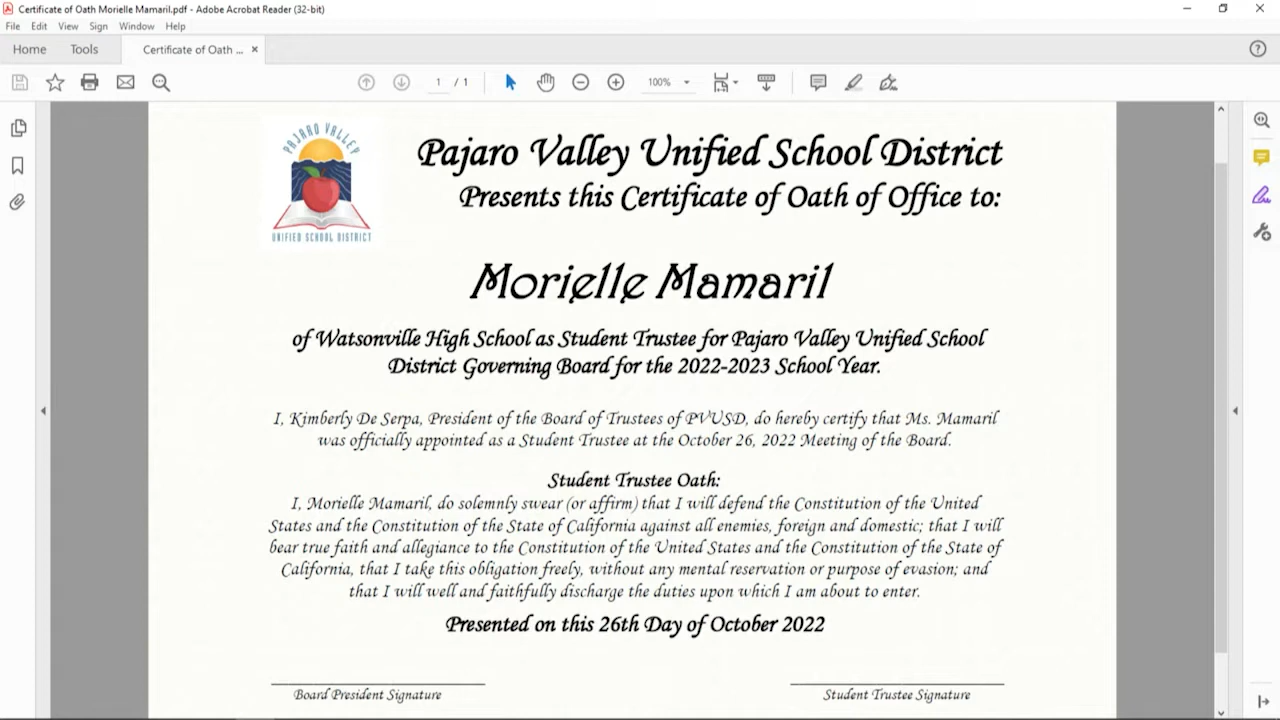 Certificate of Oath Morielle Mamaril.pdf - Adobe Acrobat Reader (32-bit)
File Edit View Sign Window Help
Home Tools Certificate of Oath ... ×
1 / 1 100%
PAJARO VALLEY
UNIFIED SCHOOL DISTRICT
Pajaro Valley Unified School District
Presents this Certificate of Oath of Office to:
Morielle Mamaril
of Watsonville High School as Student Trustee for Pajaro Valley Unified School
District Governing Board for the 2022-2023 School Year.
I, Kimberly De Serpa, President of the Board of Trustees of PVUSD, do hereby certify that Ms. Mamaril
was officially appointed as a Student Trustee at the October 26, 2022 Meeting of the Board.
Student Trustee Oath:
I, Morielle Mamaril, do solemnly swear (or affirm) that I will defend the Constitution of the United
States and the Constitution of the State of California against all enemies, foreign and domestic; that I will
bear true faith and allegiance to the Constitution of the United States and the Constitution of the State of
California, that I take this obligation freely, without any mental reservation or purpose of evasion; and
that I will well and faithfully discharge the duties upon which I am about to enter.
Presented on this 26th Day of October 2022
Board President Signature Student Trustee Signature